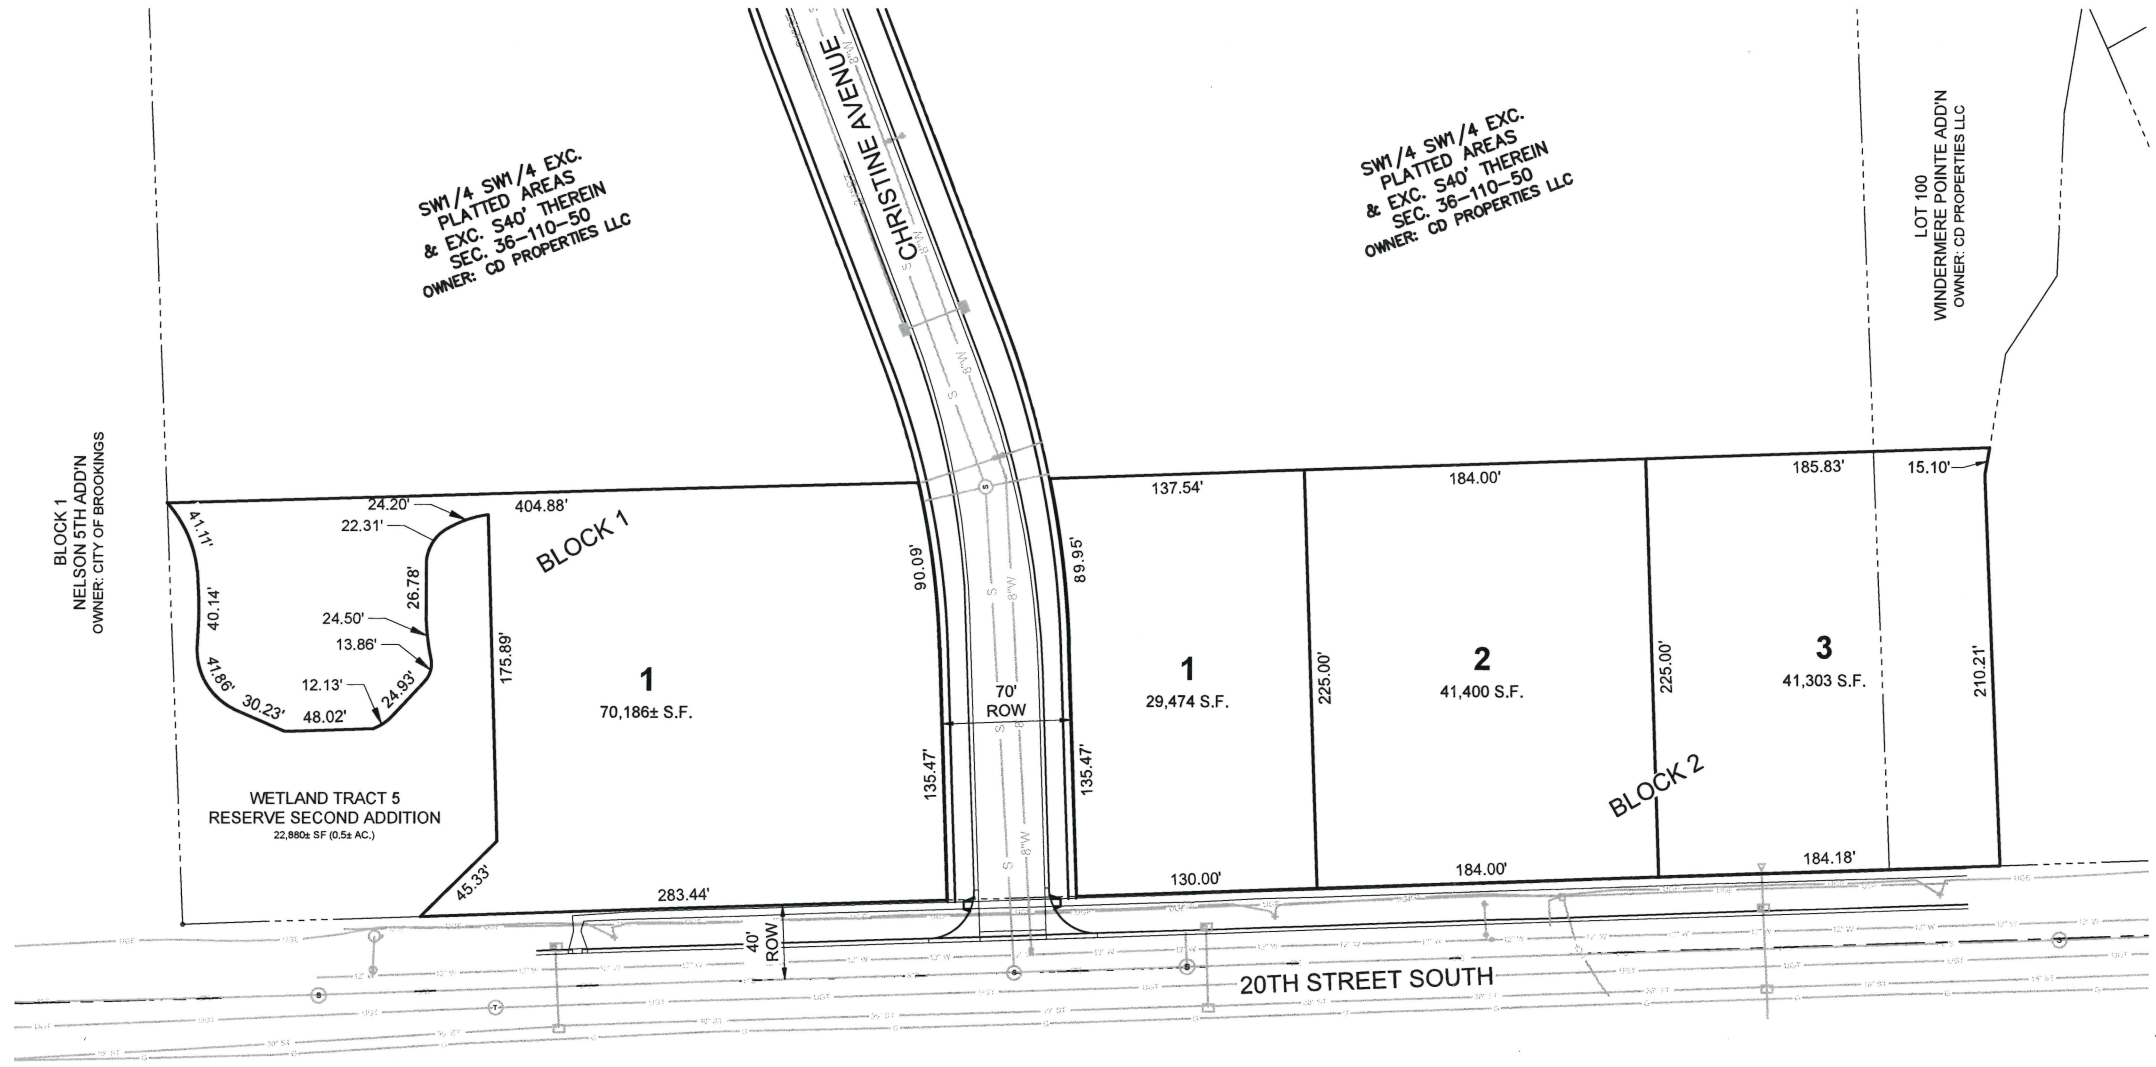 CHRISTINE AVENUE
8"W
8"W
8"W
8"W
8"W
S
S
S
S
S
S
SW1/4 SW1/4 EXC.
PLATTED AREAS
& EXC. S40' THEREIN
SEC. 36-110-50
OWNER: CD PROPERTIES LLC
SW1/4 SW1/4 EXC.
PLATTED AREAS
& EXC. S40' THEREIN
SEC. 36-110-50
OWNER: CD PROPERTIES LLC
LOT 100
WINDERMERE POINTE ADD'N
OWNER: CD PROPERTIES LLC
BLOCK 1
NELSON 5TH ADD'N
OWNER: CITY OF BROOKINGS
41.11'
40.14'
41.86'
30.23'
48.02'
12.13'
24.93'
13.86'
24.50'
26.78'
22.31'
24.20'
404.88'
BLOCK 1
175.89'
1
70,186± S.F.
90.09'
135.47'
283.44'
45.33'
WETLAND TRACT 5
RESERVE SECOND ADDITION
22,880± SF (0.5± AC.)
70'
ROW
89.95'
135.47'
137.54'
1
29,474 S.F.
130.00'
225.00'
184.00'
2
41,400 S.F.
184.00'
225.00'
BLOCK 2
185.83'
15.10'
3
41,303 S.F.
210.21'
184.18'
40'
ROW
20TH STREET SOUTH